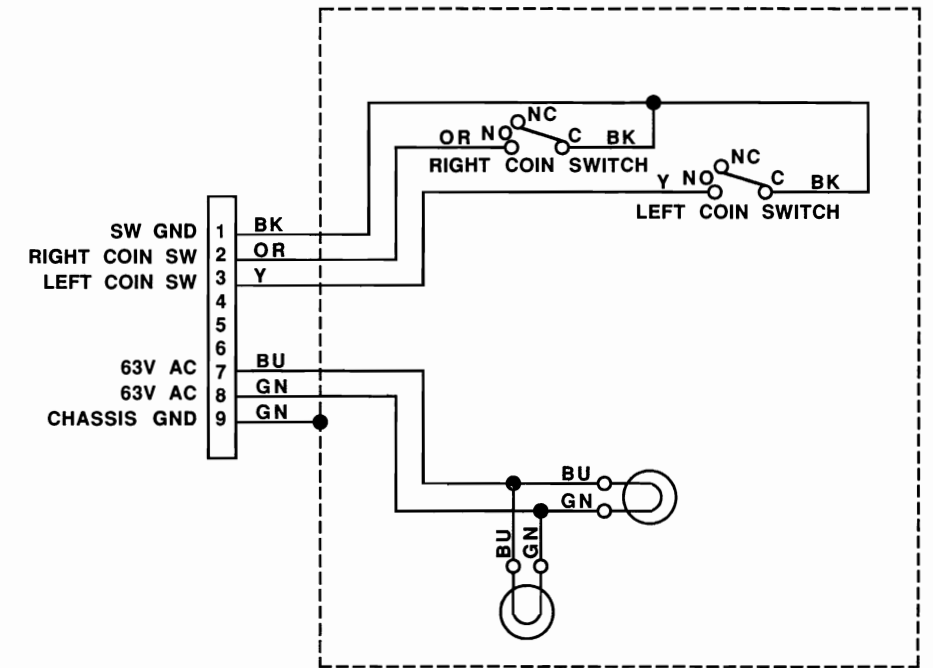 NC
OR NO C BK
RIGHT COIN SWITCH
NC
Y NO C BK
LEFT COIN SWITCH
SW GND 1 BK
RIGHT COIN SW 2 OR
LEFT COIN SW 3 Y
4
5
6
63V AC 7 BU
63V AC 8 GN
CHASSIS GND 9 GN
BU
GN
BU
GN